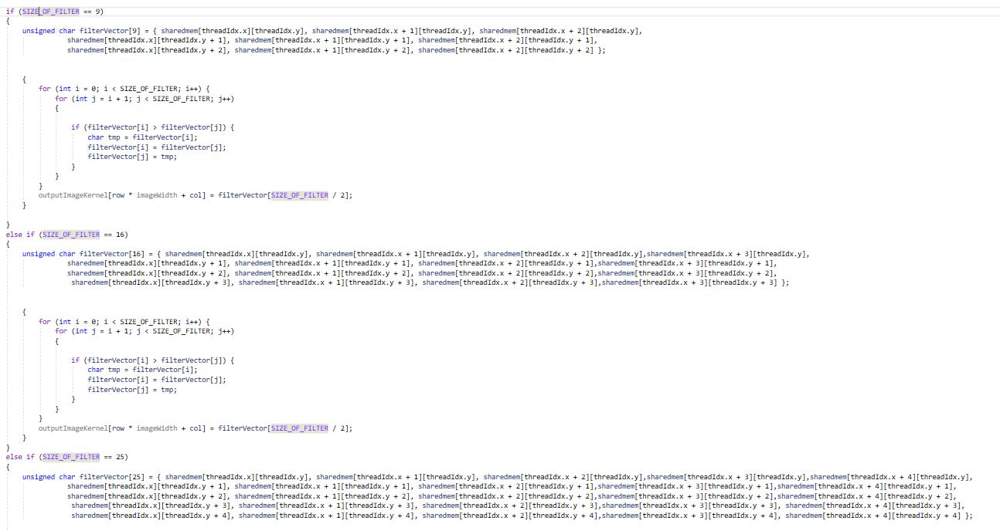 if (SIZE_OF_FILTER == 9)
{
    unsigned char filterVector[9] = { sharedmem[threadIdx.x][threadIdx.y], sharedmem[threadIdx.x + 1][threadIdx.y], sharedmem[threadIdx.x + 2][threadIdx.y],
               sharedmem[threadIdx.x][threadIdx.y + 1], sharedmem[threadIdx.x + 1][threadIdx.y + 1], sharedmem[threadIdx.x + 2][threadIdx.y + 1],
               sharedmem[threadIdx.x][threadIdx.y + 2], sharedmem[threadIdx.x + 1][threadIdx.y + 2], sharedmem[threadIdx.x + 2][threadIdx.y + 2] };
    {
        for (int i = 0; i < SIZE_OF_FILTER; i++) {
            for (int j = i + 1; j < SIZE_OF_FILTER; j++)
            {
                if (filterVector[i] > filterVector[j]) {
                    char tmp = filterVector[i];
                    filterVector[i] = filterVector[j];
                    filterVector[j] = tmp;
                }
            }
        }
        outputImageKernel[row * imageWidth + col] = filterVector[SIZE_OF_FILTER / 2];
    }
}
else if (SIZE_OF_FILTER == 16)
{
    unsigned char filterVector[16] = { sharedmem[threadIdx.x][threadIdx.y], sharedmem[threadIdx.x + 1][threadIdx.y], sharedmem[threadIdx.x + 2][threadIdx.y],sharedmem[threadIdx.x + 3][threadIdx.y],
               sharedmem[threadIdx.x][threadIdx.y + 1], sharedmem[threadIdx.x + 1][threadIdx.y + 1], sharedmem[threadIdx.x + 2][threadIdx.y + 1],sharedmem[threadIdx.x + 3][threadIdx.y + 1],
               sharedmem[threadIdx.x][threadIdx.y + 2], sharedmem[threadIdx.x + 1][threadIdx.y + 2], sharedmem[threadIdx.x + 2][threadIdx.y + 2],sharedmem[threadIdx.x + 3][threadIdx.y + 2],
                sharedmem[threadIdx.x][threadIdx.y + 3], sharedmem[threadIdx.x + 1][threadIdx.y + 3], sharedmem[threadIdx.x + 2][threadIdx.y + 3],sharedmem[threadIdx.x + 3][threadIdx.y + 3] };
    {
        for (int i = 0; i < SIZE_OF_FILTER; i++) {
            for (int j = i + 1; j < SIZE_OF_FILTER; j++)
            {
                if (filterVector[i] > filterVector[j]) {
                    char tmp = filterVector[i];
                    filterVector[i] = filterVector[j];
                    filterVector[j] = tmp;
                }
            }
        }
        outputImageKernel[row * imageWidth + col] = filterVector[SIZE_OF_FILTER / 2];
    }
}
else if (SIZE_OF_FILTER == 25)
{
    unsigned char filterVector[25] = { sharedmem[threadIdx.x][threadIdx.y], sharedmem[threadIdx.x + 1][threadIdx.y], sharedmem[threadIdx.x + 2][threadIdx.y],sharedmem[threadIdx.x + 3][threadIdx.y],sharedmem[threadIdx.x + 4][threadIdx.y],
               sharedmem[threadIdx.x][threadIdx.y + 1], sharedmem[threadIdx.x + 1][threadIdx.y + 1], sharedmem[threadIdx.x + 2][threadIdx.y + 1],sharedmem[threadIdx.x + 3][threadIdx.y + 1],sharedmem[threadIdx.x + 4][threadIdx.y + 1],
               sharedmem[threadIdx.x][threadIdx.y + 2], sharedmem[threadIdx.x + 1][threadIdx.y + 2], sharedmem[threadIdx.x + 2][threadIdx.y + 2],sharedmem[threadIdx.x + 3][threadIdx.y + 2],sharedmem[threadIdx.x + 4][threadIdx.y + 2],
                sharedmem[threadIdx.x][threadIdx.y + 3], sharedmem[threadIdx.x + 1][threadIdx.y + 3], sharedmem[threadIdx.x + 2][threadIdx.y + 3],sharedmem[threadIdx.x + 3][threadIdx.y + 3], sharedmem[threadIdx.x + 4][threadIdx.y + 3],
                sharedmem[threadIdx.x][threadIdx.y + 4], sharedmem[threadIdx.x + 1][threadIdx.y + 4], sharedmem[threadIdx.x + 2][threadIdx.y + 4],sharedmem[threadIdx.x + 3][threadIdx.y + 4], sharedmem[threadIdx.x + 4][threadIdx.y + 4] };